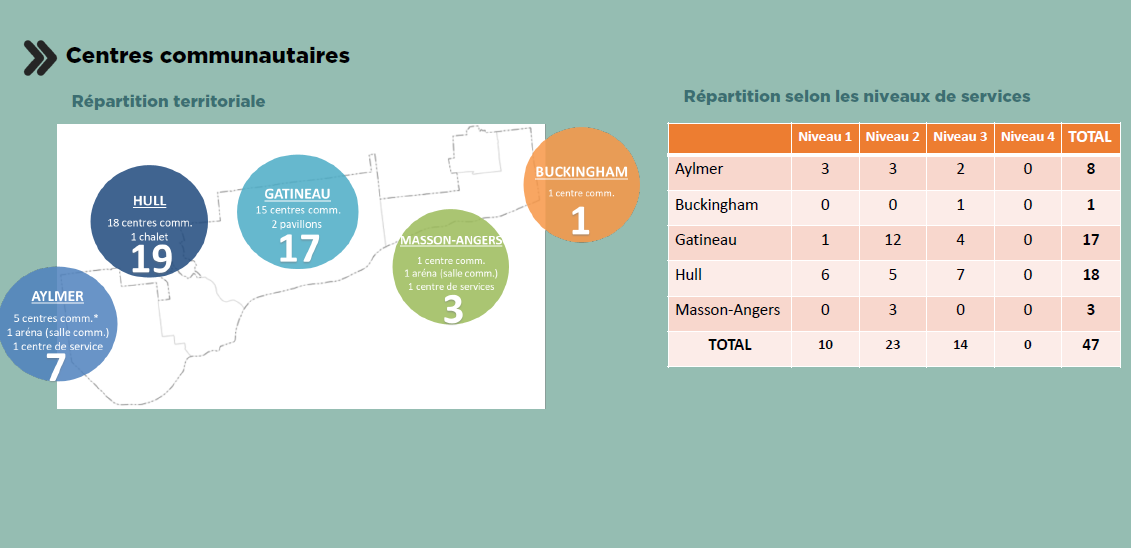 Centres communautaires
Répartition territoriale
HULL
18 centres comm.
1 chalet
19
GATINEAU
15 centres comm.
2 pavillons
17
BUCKINGHAM
1 centre comm.
1
MASSON-ANGERS
1 centre comm.
1 aréna (salle comm.)
1 centre de services
3
AYLMER
5 centres comm.*
1 aréna (salle comm.)
1 centre de service
7
Répartition selon les niveaux de services
Niveau 1 Niveau 2 Niveau 3 Niveau 4 TOTAL
Aylmer 3 3 2 0 8
Buckingham 0 0 1 0 1
Gatineau 1 12 4 0 17
Hull 6 5 7 0 18
Masson-Angers 0 3 0 0 3
TOTAL 10 23 14 0 47